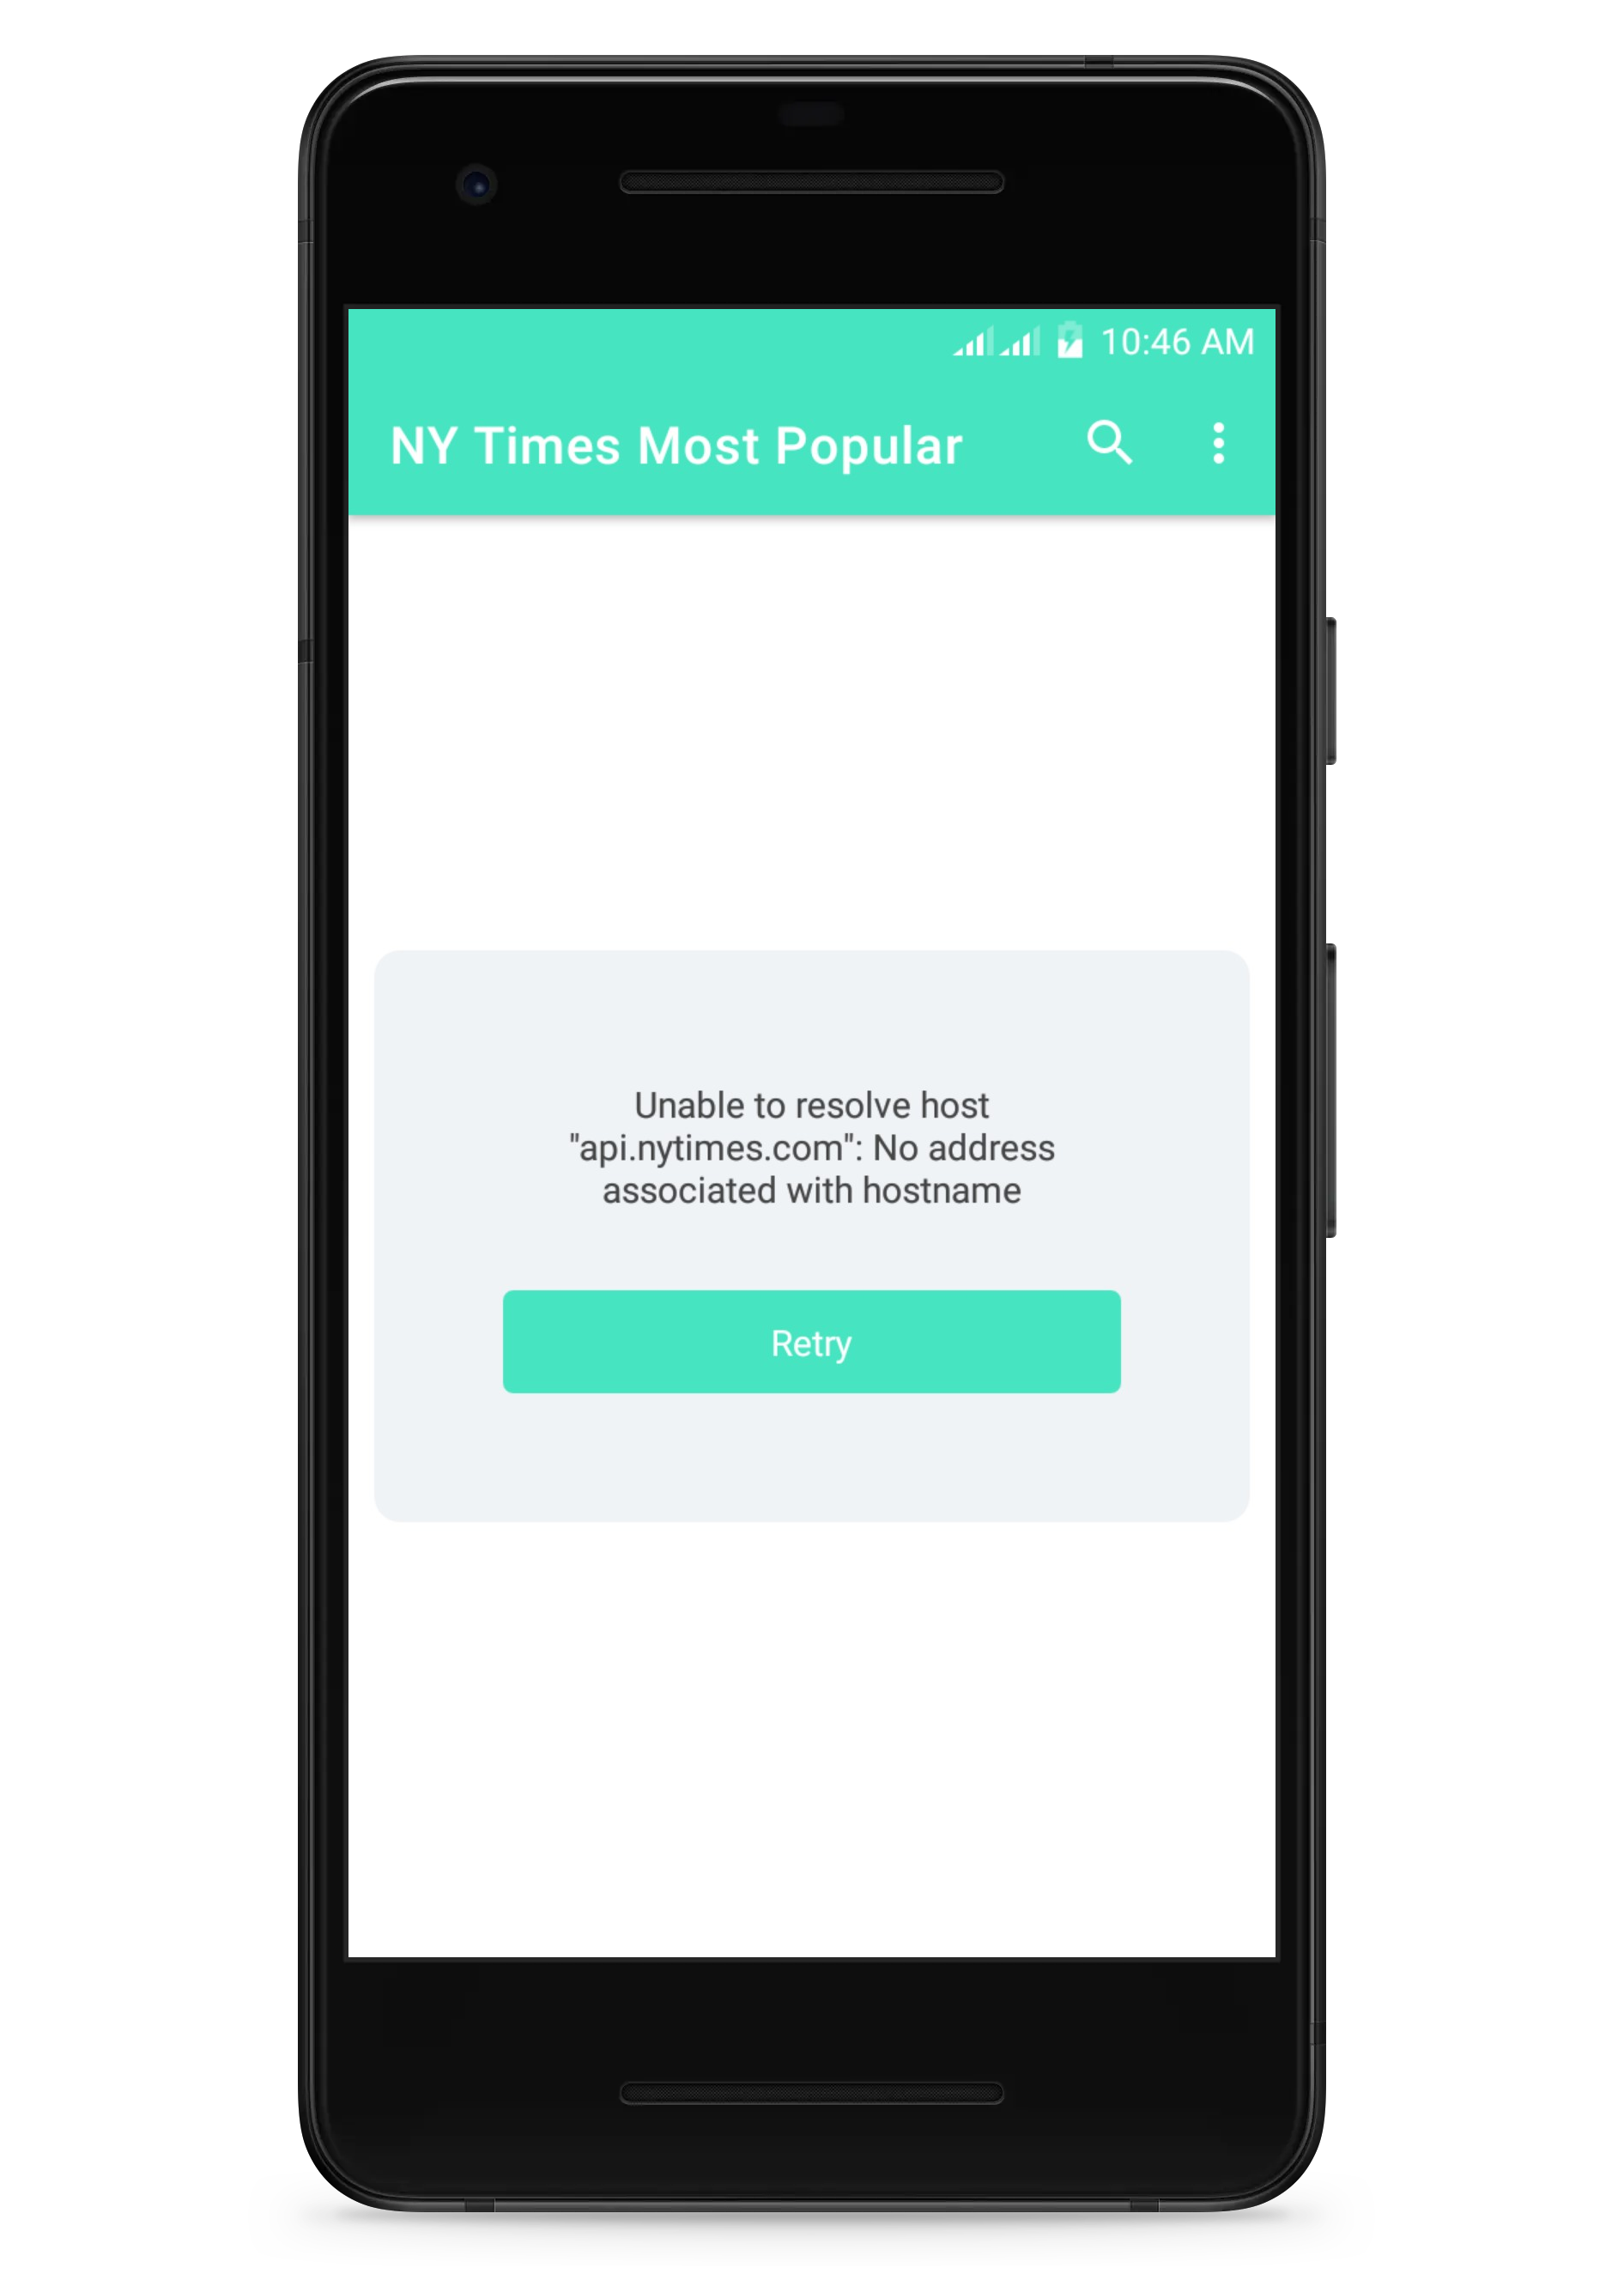 10:46 AM
NY Times Most Popular
Unable to resolve host
"api.nytimes.com": No address
associated with hostname
Retry